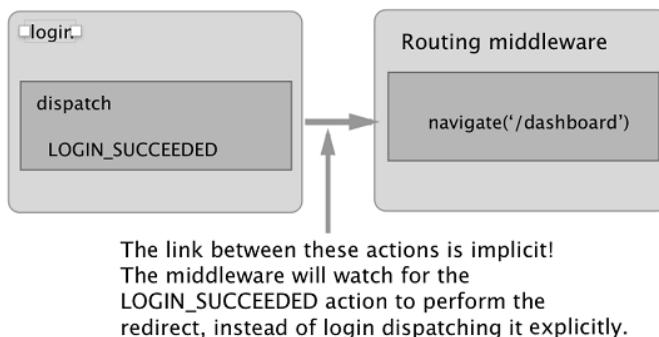 login
Routing middleware
dispatch
navigate(‘/dashboard’)
LOGIN_SUCCEEDED
The link between these actions is implicit!
The middleware will watch for the
LOGIN_SUCCEEDED action to perform the
redirect, instead of login dispatching it explicitly.